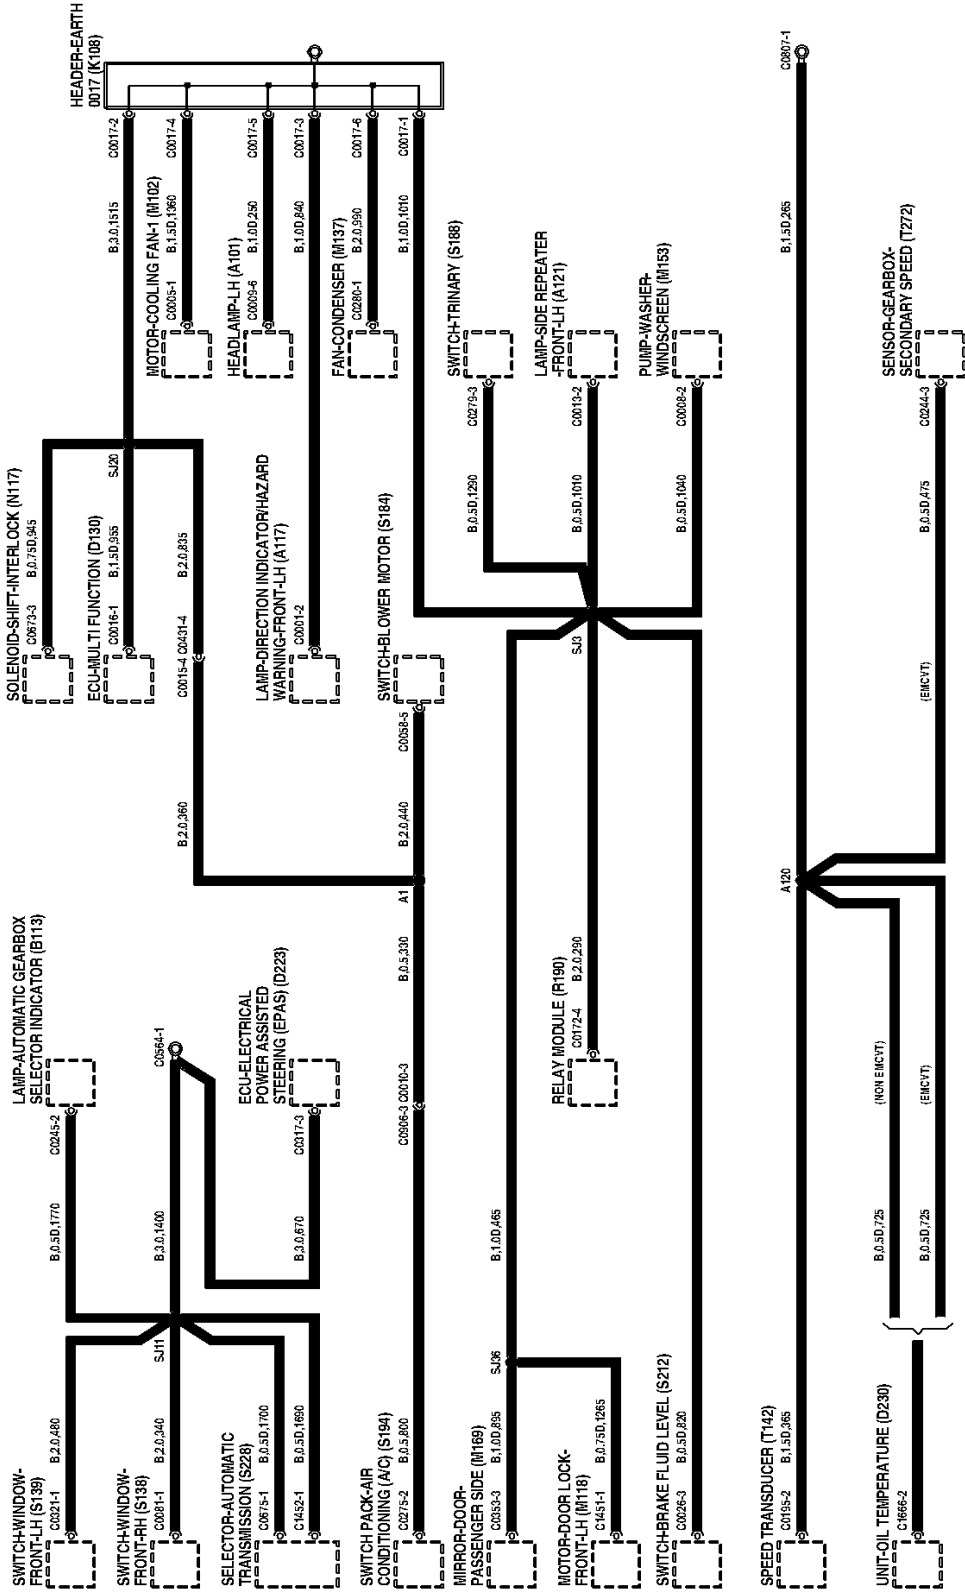 HEADER-EARTH
0017 (K108)
C0017-2
C0017-4
C0017-5
C0017-3
C0017-6
C0017-1
C0807-1
B,3.0,1515
B,1.5D,1360
B,1.0D,250
B,1.0D,840
B,2.0,990
B,1.0D,1010
B,1.5D,265
MOTOR-COOLING FAN-1 (M102)
C0005-1
HEADLAMP-LH (A101)
C0009-6
FAN-CONDENSER (M137)
C0280-1
SWITCH-TRINARY (S188)
C0279-3
B,0.5D,1290
LAMP-SIDE REPEATER
-FRONT-LH (A121)
C0013-2
B,0.5D,1010
PUMP-WASHER-
WINDSCREEN (M153)
C0008-2
B,0.5D,1040
SENSOR-GEARBOX-
SECONDARY SPEED (T272)
C0244-3
B,0.5D,475
(EMCVT)
SJ20
SOLENOID-SHIFT-INTERLOCK (N117)
C0673-3
B,0.75D,945
ECU-MULTI FUNCTION (D130)
C0016-1
B,1.5D,955
C0015-4
C0431-4
B,2.0,835
B,2.0,360
LAMP-DIRECTION INDICATOR/HAZARD
WARNING-FRONT-LH (A117)
C0001-2
SWITCH-BLOWER MOTOR (S184)
C0058-5
B,2.0,440
SJ3
A1
B,0.5,330
A120
LAMP-AUTOMATIC GEARBOX
SELECTOR INDICATOR (B113)
C0245-2
B,0.5D,1770
C0564-1
B,3.0,1400
ECU-ELECTRICAL
POWER ASSISTED
STEERING (EPAS) (D223)
C0317-3
B,3.0,670
C0906-3
C0010-3
RELAY MODULE (R190)
C0172-4
B,2.0,290
B,1.0D,465
(NON EMCVT)
B,0.5D,725
(EMCVT)
B,0.5D,725
SJ11
SJ36
SWITCH-WINDOW-
FRONT-LH (S139)
C0321-1
B,2.0,480
SWITCH-WINDOW-
FRONT-RH (S138)
C0081-1
B,2.0,340
SELECTOR-AUTOMATIC
TRANSMISSION (S228)
C0675-1
B,0.5D,1700
C1452-1
B,0.5D,1690
SWITCH PACK-AIR
CONDITIONING (A/C) (S194)
C0275-2
B,0.5,800
MIRROR-DOOR-
PASSENGER SIDE (M169)
C0353-3
B,1.0D,895
MOTOR-DOOR LOCK-
FRONT-LH (M118)
C1451-1
B,0.75D,1265
SWITCH-BRAKE FLUID LEVEL (S212)
C0026-3
B,0.5D,820
SPEED TRANSDUCER (T142)
C0195-2
B,1.5D,365
UNIT-OIL TEMPERATURE (D230)
C1666-2